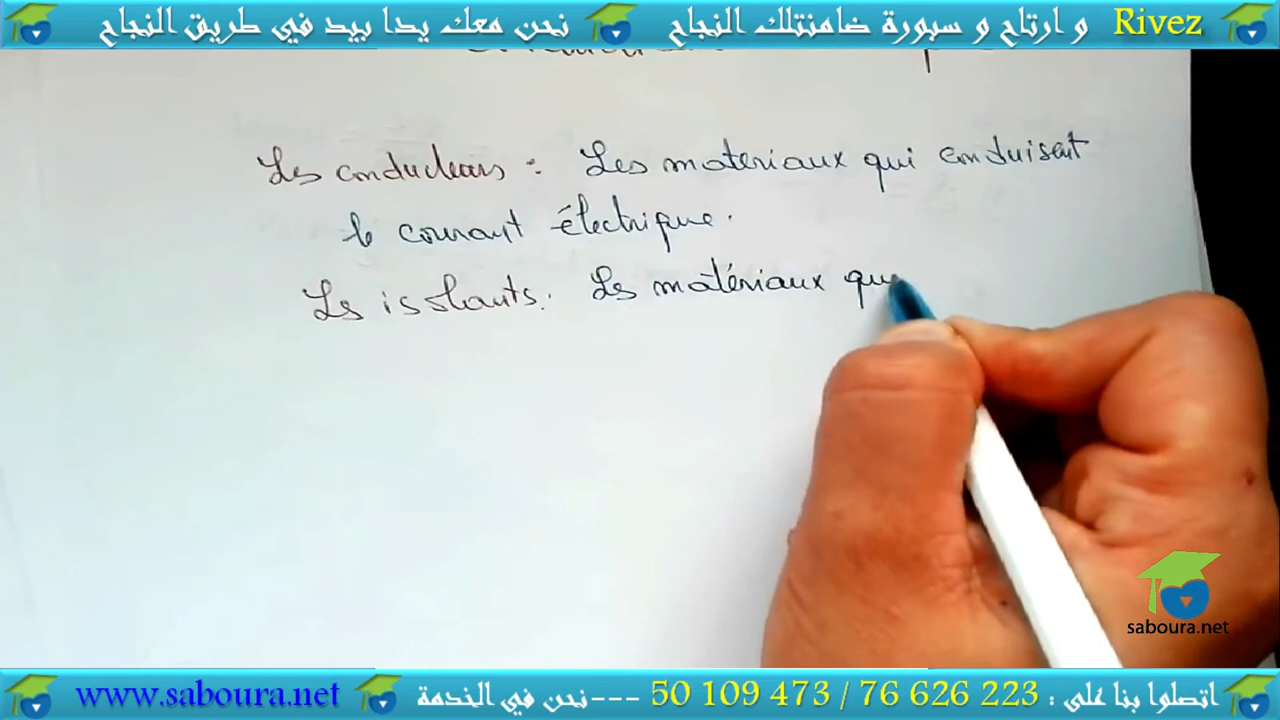 Rivez و ارتاح و سبورة ضامنتلك النجاح نحن معك يدا بيد في طريق النجاح
Les conducteurs : Les materiaux qui conduisent
le courant électrique.
Les isolants. Les matériaux qu
saboura.net
www.saboura.net نحن في الخدمة--- 50 109 473 / 76 626 223 : اتصلوا بنا على